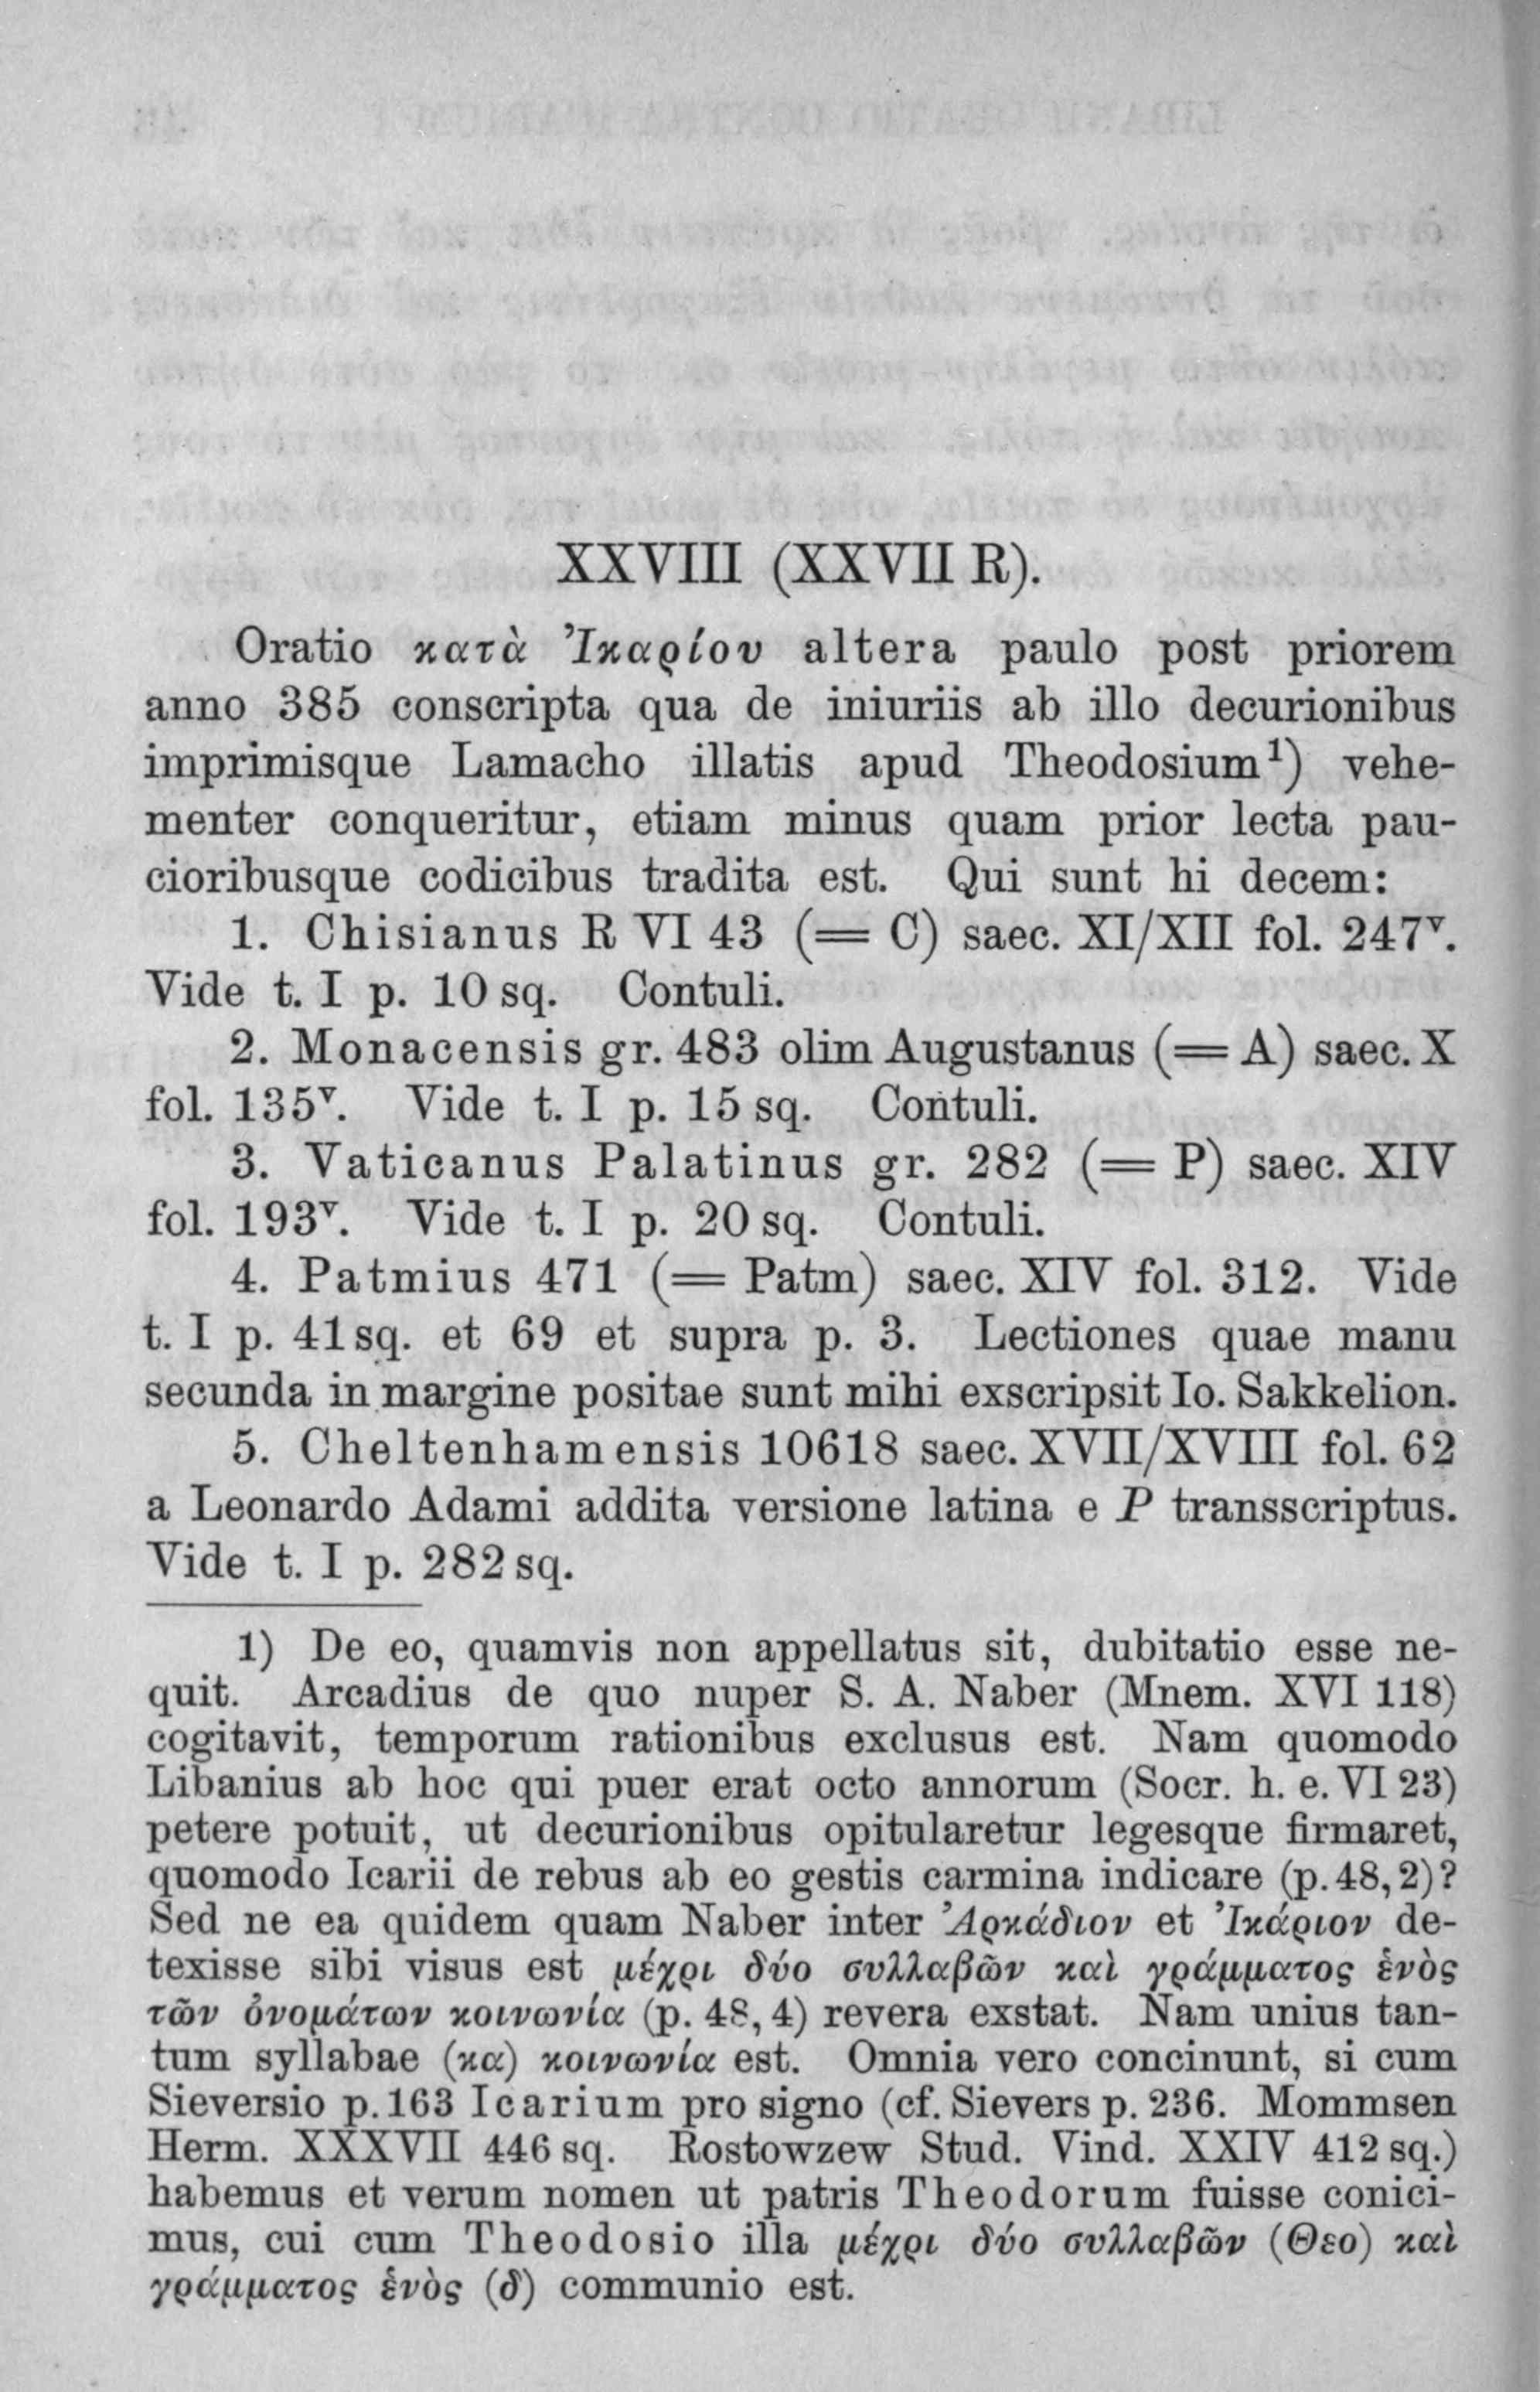 XXVIII (XXVII R).
Oratio κατὰ Ἰκαρίου altera paulo post priorem
anno 385 conscripta qua de iniuriis ab illo decurionibus
imprimisque Lamacho illatis apud Theodosium¹) vehe-
menter conqueritur, etiam minus quam prior lecta pau-
cioribusque codicibus tradita est. Qui sunt hi decem:
1. Chisianus R VI 43 (= C) saec. XI/XII fol. 247ᵛ.
Vide t. I p. 10 sq. Contuli.
2. Monacensis gr. 483 olim Augustanus (= A) saec. X
fol. 135ᵛ. Vide t. I p. 15 sq. Contuli.
3. Vaticanus Palatinus gr. 282 (= P) saec. XIV
fol. 193ᵛ. Vide t. I p. 20 sq. Contuli.
4. Patmius 471 (= Patm) saec. XIV fol. 312. Vide
t. I p. 41 sq. et 69 et supra p. 3. Lectiones quae manu
secunda in margine positae sunt mihi exscripsit Io. Sakkelion.
5. Cheltenhamensis 10618 saec. XVII/XVIII fol. 62
a Leonardo Adami addita versione latina e P transscriptus.
Vide t. I p. 282 sq.
1) De eo, quamvis non appellatus sit, dubitatio esse ne-
quit. Arcadius de quo nuper S. A. Naber (Mnem. XVI 118)
cogitavit, temporum rationibus exclusus est. Nam quomodo
Libanius ab hoc qui puer erat octo annorum (Socr. h. e. VI 23)
petere potuit, ut decurionibus opitularetur legesque firmaret,
quomodo Icarii de rebus ab eo gestis carmina indicare (p. 48, 2)?
Sed ne ea quidem quam Naber inter Ἀρκάδιον et Ἰκάριον de-
texisse sibi visus est μέχρι δύο συλλαβῶν καὶ γράμματος ἑνὸς
τῶν ὀνομάτων κοινωνία (p. 48, 4) revera exstat. Nam unius tan-
tum syllabae (κα) κοινωνία est. Omnia vero concinunt, si cum
Sieversio p. 163 Icarium pro signo (cf. Sievers p. 236. Mommsen
Herm. XXXVII 446 sq. Rostowzew Stud. Vind. XXIV 412 sq.)
habemus et verum nomen ut patris Theodorum fuisse conici-
mus, cui cum Theodosio illa μέχρι δύο συλλαβῶν (Θεο) καὶ
γράμματος ἑνὸς (δ) communio est.